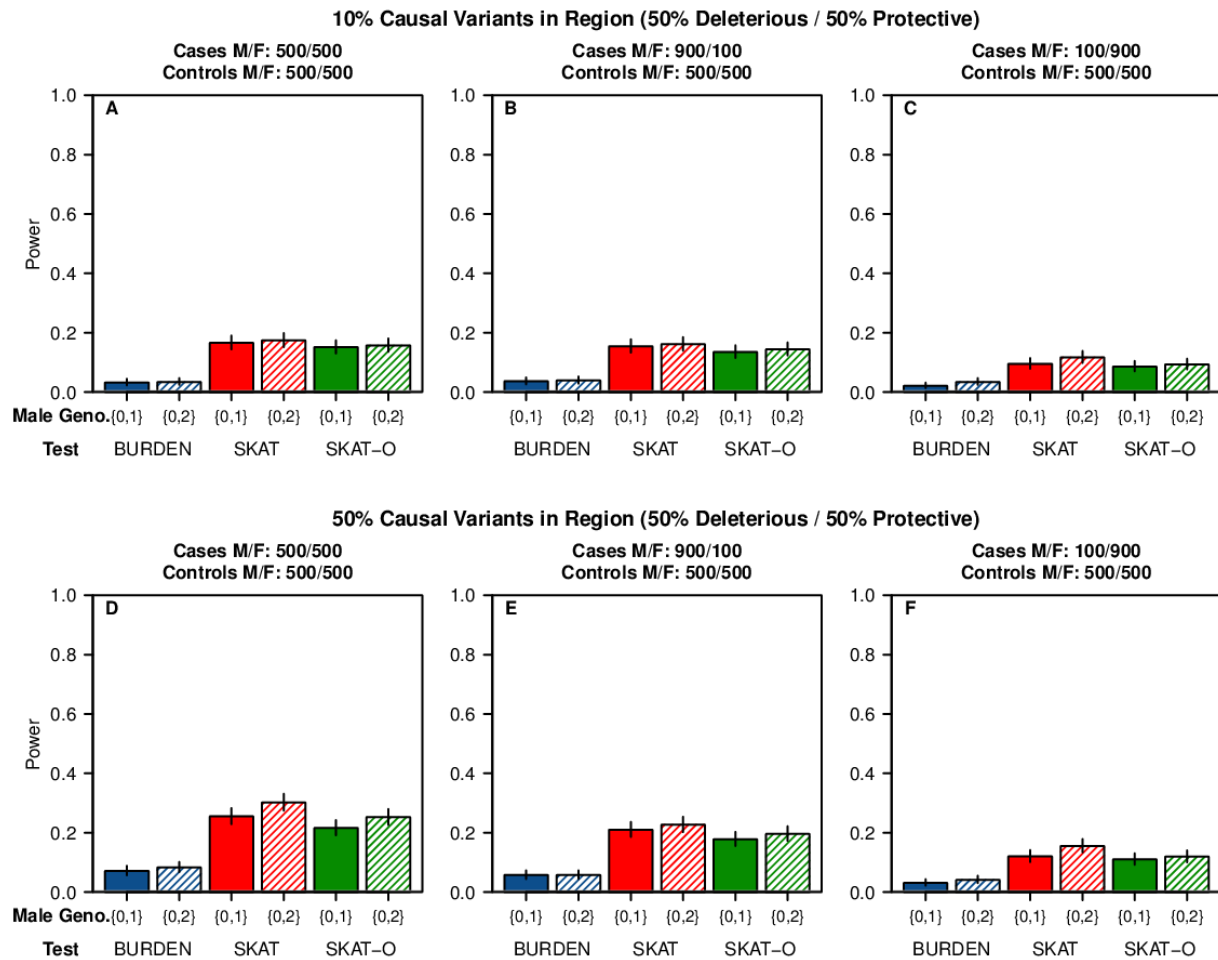 10% Causal Variants in Region (50% Deleterious / 50% Protective)
Cases M/F: 500/500
Controls M/F: 500/500
Cases M/F: 900/100
Controls M/F: 500/500
Cases M/F: 100/900
Controls M/F: 500/500
A
B
C
Power
1.0
0.8
0.6
0.4
0.2
0.0
1.0
0.8
0.6
0.4
0.2
0.0
1.0
0.8
0.6
0.4
0.2
0.0
Male Geno. {0,1} {0,2} {0,1} {0,2} {0,1} {0,2} {0,1} {0,2} {0,1} {0,2} {0,1} {0,2} {0,1} {0,2} {0,1} {0,2} {0,1} {0,2}
Test BURDEN SKAT SKAT−O BURDEN SKAT SKAT−O BURDEN SKAT SKAT−O
50% Causal Variants in Region (50% Deleterious / 50% Protective)
Cases M/F: 500/500
Controls M/F: 500/500
Cases M/F: 900/100
Controls M/F: 500/500
Cases M/F: 100/900
Controls M/F: 500/500
D
E
F
Power
1.0
0.8
0.6
0.4
0.2
0.0
1.0
0.8
0.6
0.4
0.2
0.0
1.0
0.8
0.6
0.4
0.2
0.0
Male Geno. {0,1} {0,2} {0,1} {0,2} {0,1} {0,2} {0,1} {0,2} {0,1} {0,2} {0,1} {0,2} {0,1} {0,2} {0,1} {0,2} {0,1} {0,2}
Test BURDEN SKAT SKAT−O BURDEN SKAT SKAT−O BURDEN SKAT SKAT−O